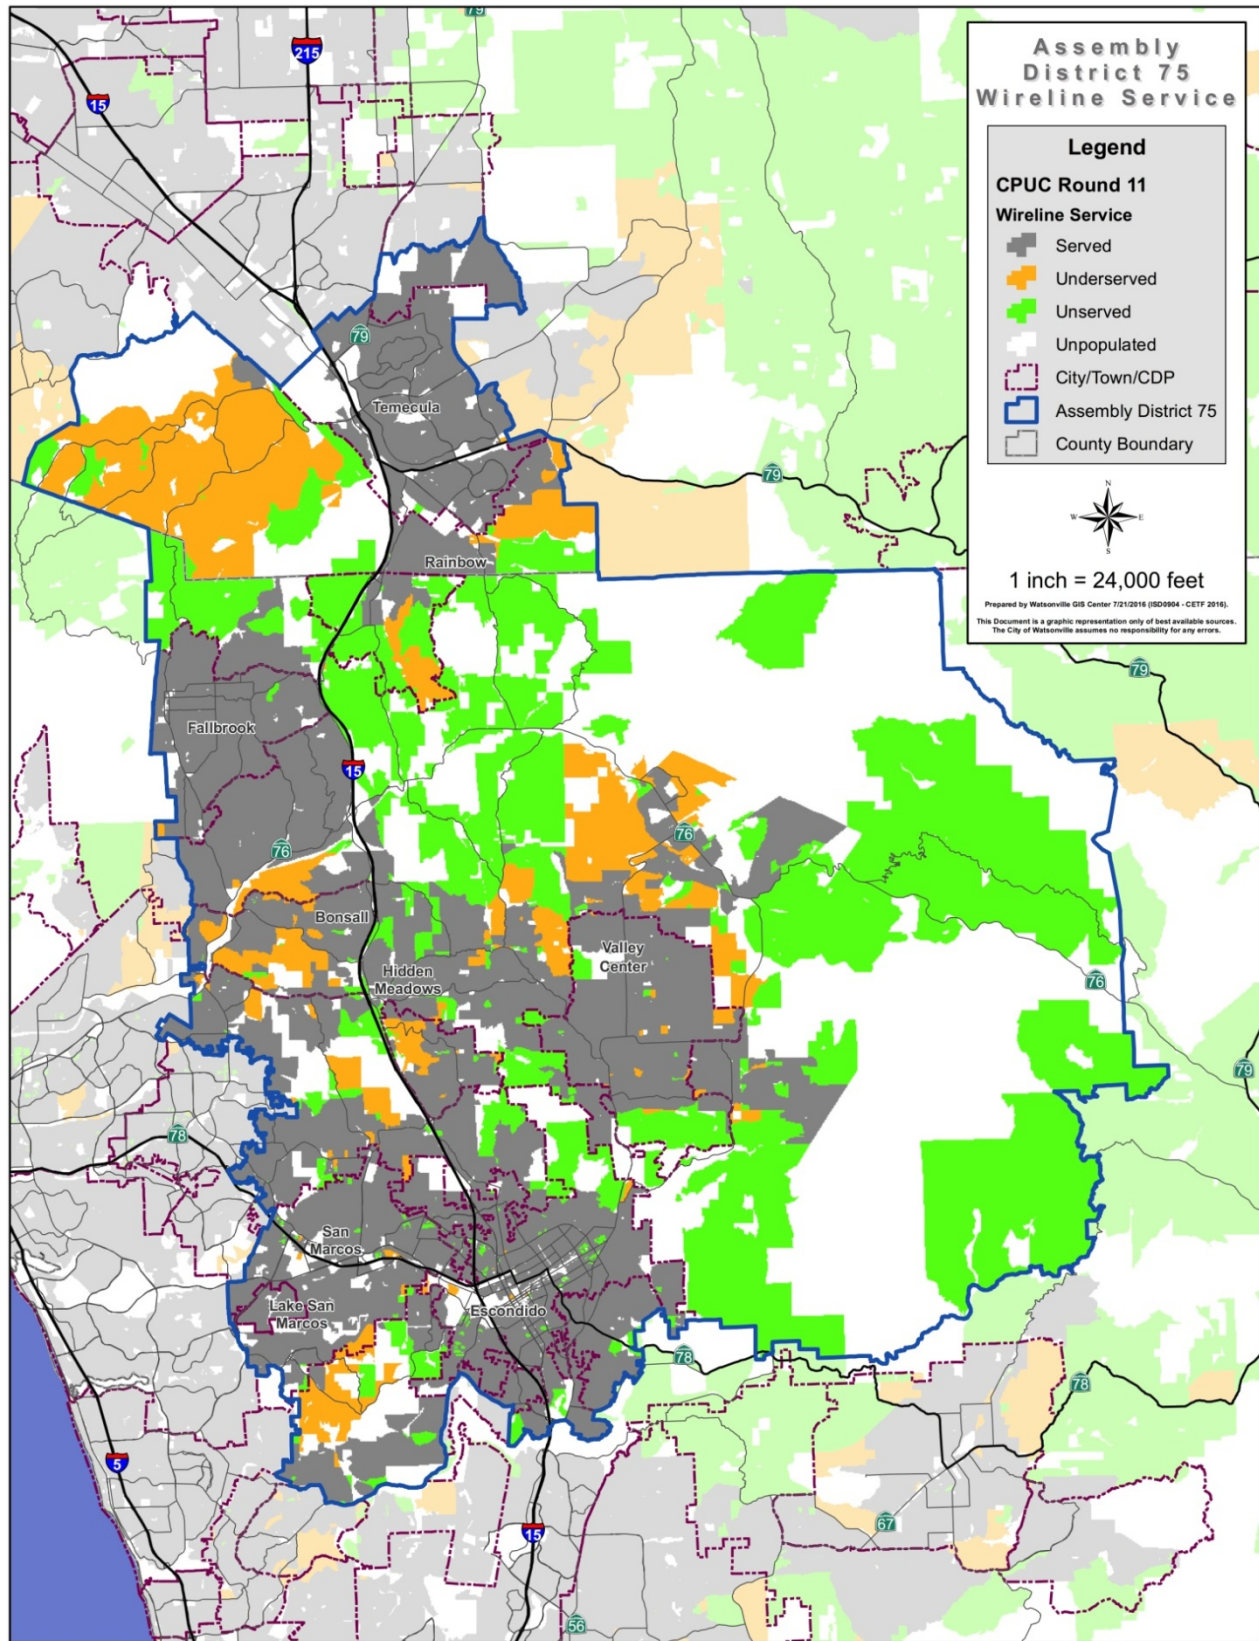 Assembly
District 75
Wireline Service
Legend
CPUC Round 11
Wireline Service
Served
Underserved
Unserved
Unpopulated
City/Town/CDP
Assembly District 75
County Boundary
N
W E
S
1 inch = 24,000 feet
Prepared by Watsonville GIS Center 7/21/2016 (ISD0904 - CETF 2016).
This Document is a graphic representation only of best available sources.
The City of Watsonville assumes no responsibility for any errors.
79
215
15
79
Temecula
79
79
Rainbow
79
Fallbrook
15
76
76
Bonsall
Valley
Center
Hidden
Meadows
76
79
78
San
Marcos
Lake San
Marcos
Escondido
78
78
5
15
67
56